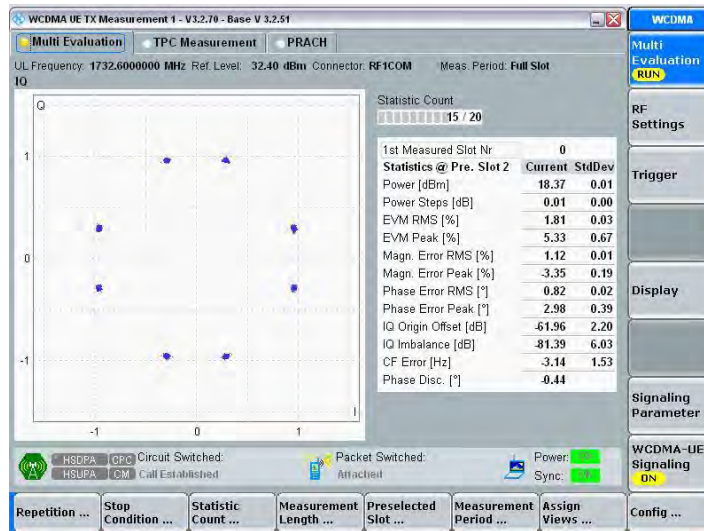 WCDMA UE TX Measurement 1 - V3.2.70 - Base V 3.2.51
WCDMA
Multi Evaluation TPC Measurement PRACH
Multi Evaluation RUN
UL Frequency: 1732.6000000 MHz Ref. Level: 32.40 dBm Connector: RF1COM Meas. Period: Full Slot
IQ
Q
1
0
-1
-1 0 1
I
Statistic Count
15 / 20
1st Measured Slot Nr 0
Statistics @ Pre. Slot 2 Current StdDev
Power [dBm] 18.37 0.01
Power Steps [dB] 0.01 0.00
EVM RMS [%] 1.81 0.03
EVM Peak [%] 5.33 0.67
Magn. Error RMS [%] 1.12 0.01
Magn. Error Peak [%] -3.35 0.19
Phase Error RMS [°] 0.82 0.02
Phase Error Peak [°] 2.98 0.39
IQ Origin Offset [dB] -61.96 2.20
IQ Imbalance [dB] -81.39 6.03
CF Error [Hz] -3.14 1.53
Phase Disc. [°] -0.44
RF Settings
Trigger
Display
Signaling Parameter
WCDMA-UE Signaling ON
HSDPA CPC Circuit Switched: Packet Switched: Power:
HSUPA CM Call Established Attached Sync:
Repetition ... Stop Condition ... Statistic Count ... Measurement Length ... Preselected Slot ... Measurement Period ... Assign Views ... Config ...